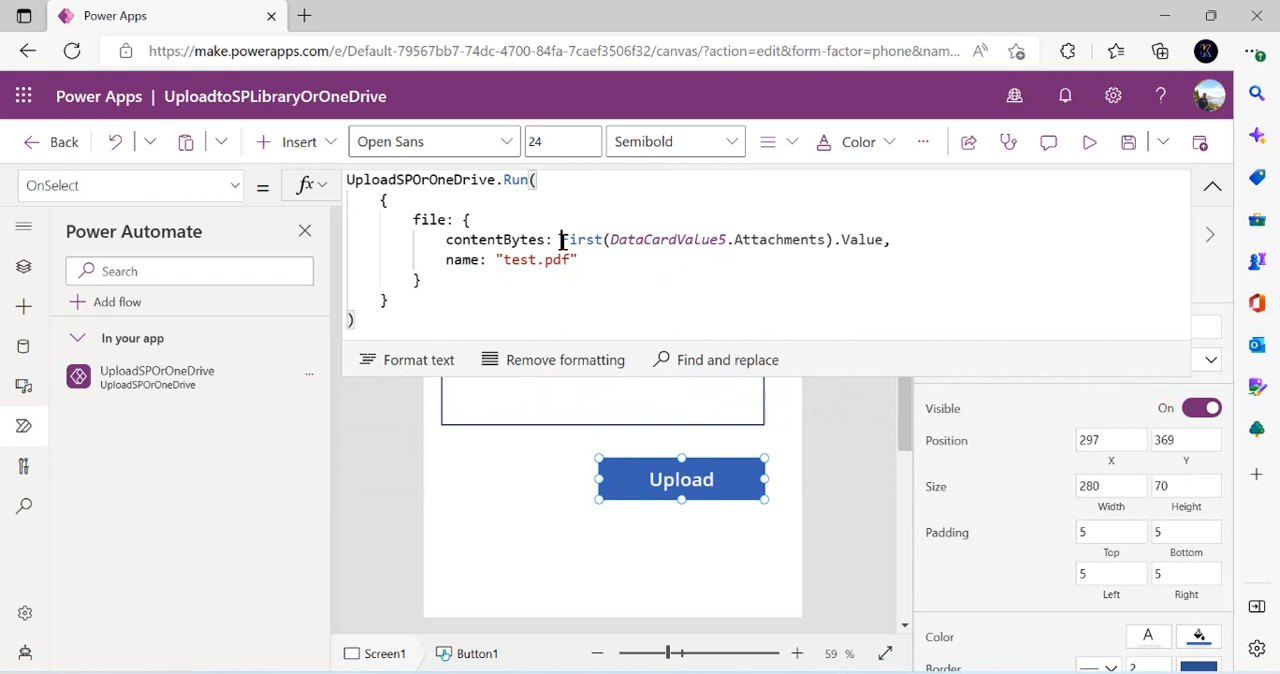 Power Apps
https://make.powerapps.com/e/Default-79567bb7-74dc-4700-84fa-7caef3506f32/canvas/?action=edit&form-factor=phone&nam...
Power Apps | UploadtoSPLibraryOrOneDrive
Back
Insert
Open Sans
24
Semibold
Color
OnSelect
=
fx
UploadSPOrOneDrive.Run(
{
file: {
contentBytes: First(DataCardValue5.Attachments).Value,
name: "test.pdf"
}
}
)
Format text
Remove formatting
Find and replace
Power Automate
Search
Add flow
In your app
UploadSPOrOneDrive
UploadSPOrOneDrive
Upload
Visible
On
Position
297
369
X
Y
Size
280
70
Width
Height
Padding
5
5
Top
Bottom
5
5
Left
Right
Color
A
Border
2
Screen1
Button1
59 %